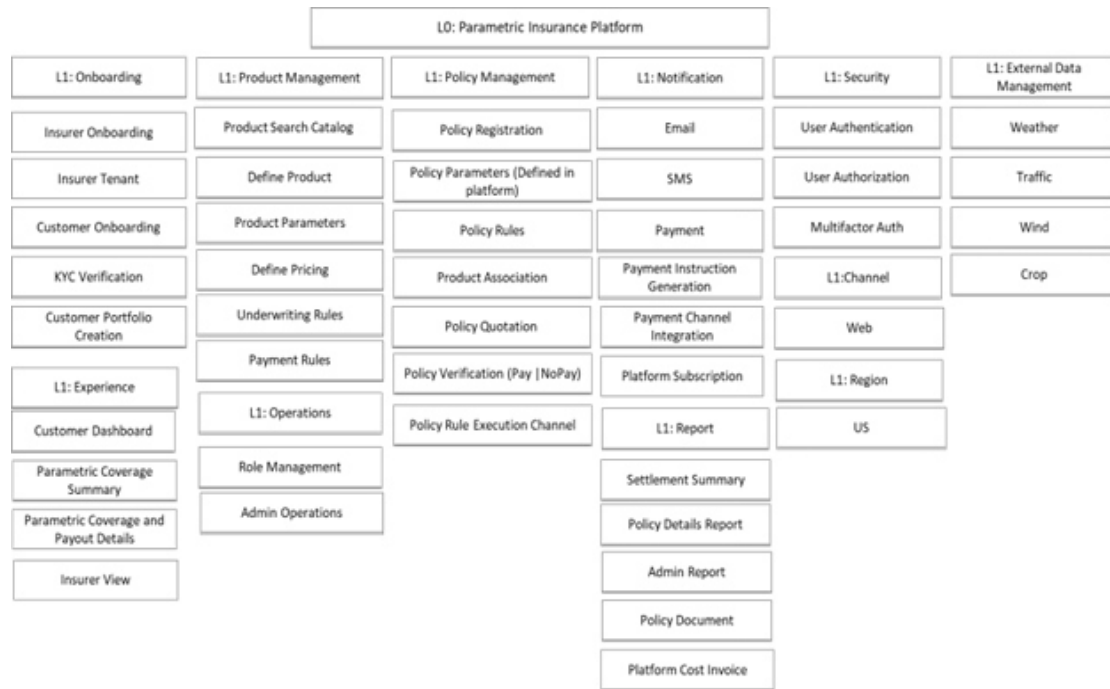 L0: Parametric Insurance Platform
L1: Onboarding
Insurer Onboarding
Insurer Tenant
Customer Onboarding
KYC Verification
Customer Portfolio
Creation
L1: Experience
Customer Dashboard
Parametric Coverage
Summary
Parametric Coverage and
Payout Details
Insurer View
L1: Product Management
Product Search Catalog
Define Product
Product Parameters
Define Pricing
Underwriting Rules
Payment Rules
L1: Operations
Role Management
Admin Operations
L1: Policy Management
Policy Registration
Policy Parameters (Defined in
platform)
Policy Rules
Product Association
Policy Quotation
Policy Verification (Pay |NoPay)
Policy Rule Execution Channel
L1: Notification
Email
SMS
Payment
Payment Instruction
Generation
Payment Channel
Integration
Platform Subscription
L1: Report
Settlement Summary
Policy Details Report
Admin Report
Policy Document
Platform Cost Invoice
L1: Security
User Authentication
User Authorization
Multifactor Auth
L1:Channel
Web
L1: Region
US
L1: External Data
Management
Weather
Traffic
Wind
Crop